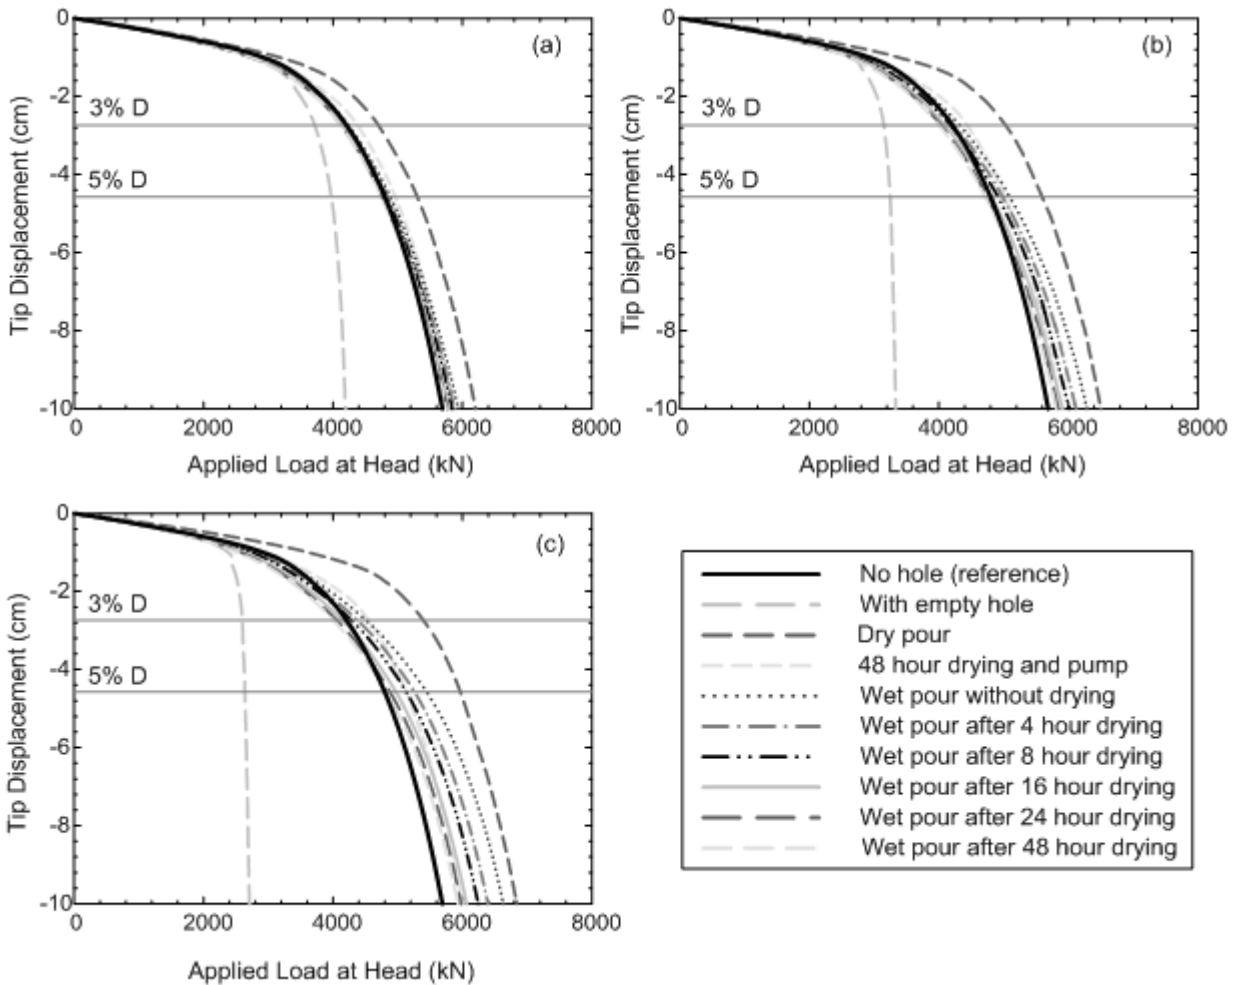 (a)
0
-2
-4
-6
-8
-10
3% D
5% D
Tip Displacement (cm)
0 2000 4000 6000 8000
Applied Load at Head (kN)
(b)
0
-2
-4
-6
-8
-10
3% D
5% D
Tip Displacement (cm)
0 2000 4000 6000 8000
Applied Load at Head (kN)
(c)
0
-2
-4
-6
-8
-10
3% D
5% D
Tip Displacement (cm)
0 2000 4000 6000 8000
Applied Load at Head (kN)
No hole (reference)
With empty hole
Dry pour
48 hour drying and pump
Wet pour without drying
Wet pour after 4 hour drying
Wet pour after 8 hour drying
Wet pour after 16 hour drying
Wet pour after 24 hour drying
Wet pour after 48 hour drying